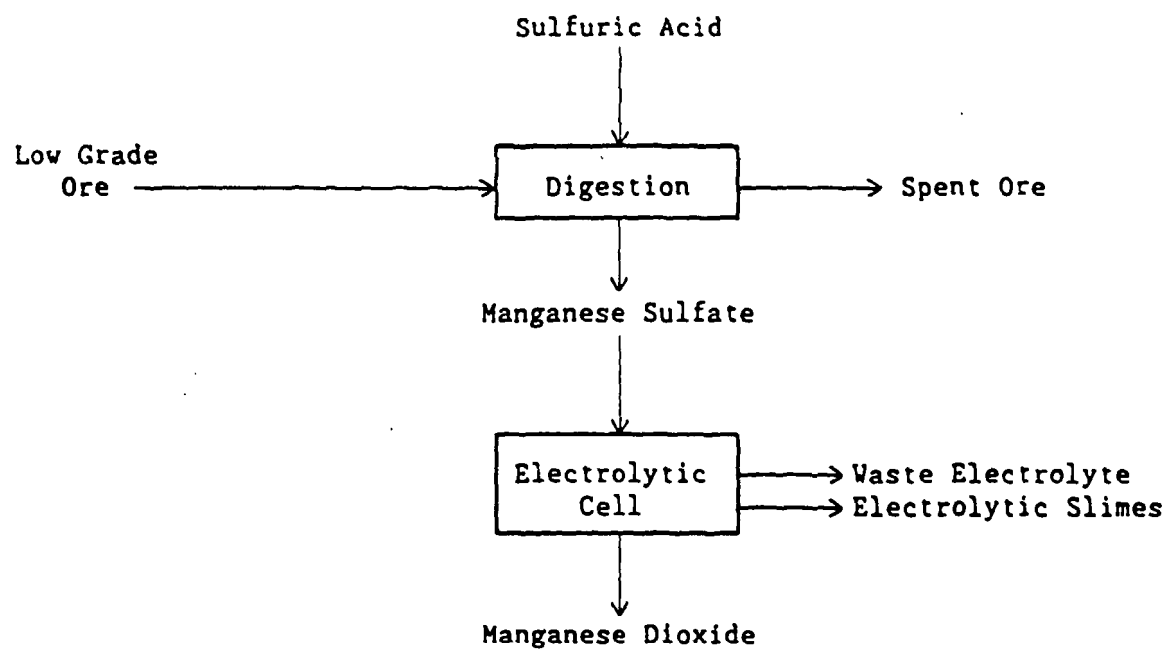 Sulfuric Acid
Low Grade
Ore
Digestion
Spent Ore
Manganese Sulfate
Electrolytic
Cell
Waste Electrolyte
Electrolytic Slimes
Manganese Dioxide